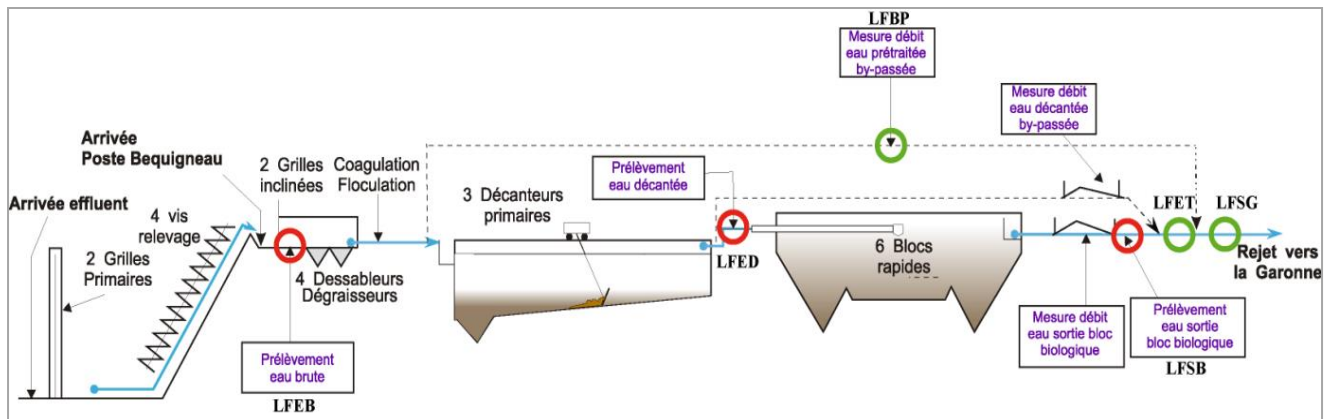 LFBP
Mesure débit
eau prétraitée
by-passée
Mesure débit
eau décantée
by-passée
Arrivée
Poste Bequigneau
2 Grilles
inclinées
Coagulation
Floculation
Prélèvement
eau décantée
3 Décanteurs
primaires
Arrivée effluent
4 vis
relevage
LFET
LFSG
2 Grilles
Primaires
4 Dessableurs
Dégraisseurs
LFED
6 Blocs
rapides
Rejet vers
la Garonne
Prélèvement
eau brute
LFEB
Mesure débit
eau sortie bloc
biologique
Prélèvement
eau sortie
bloc biologique
LFSB